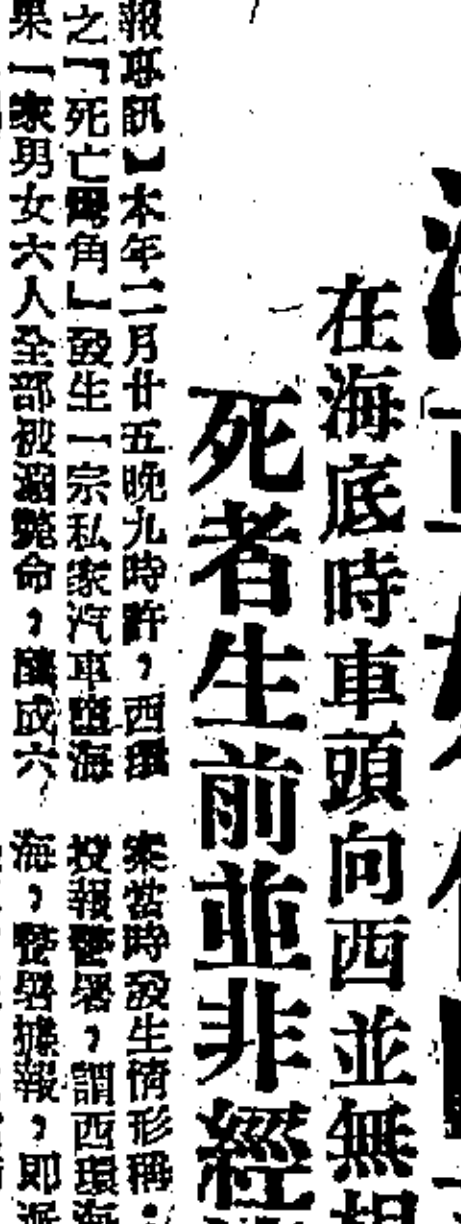 在海底時車頭向西並無
死者生前並非經
報專訊】本年二月廿五晚九時許，西環
之『死亡彎角』發生一宗私家汽車墮海
果一家男女六人全部被溺斃命，釀成六
案當時發生情形稱：
投報警署，謂西環海
海，警署據報，即派